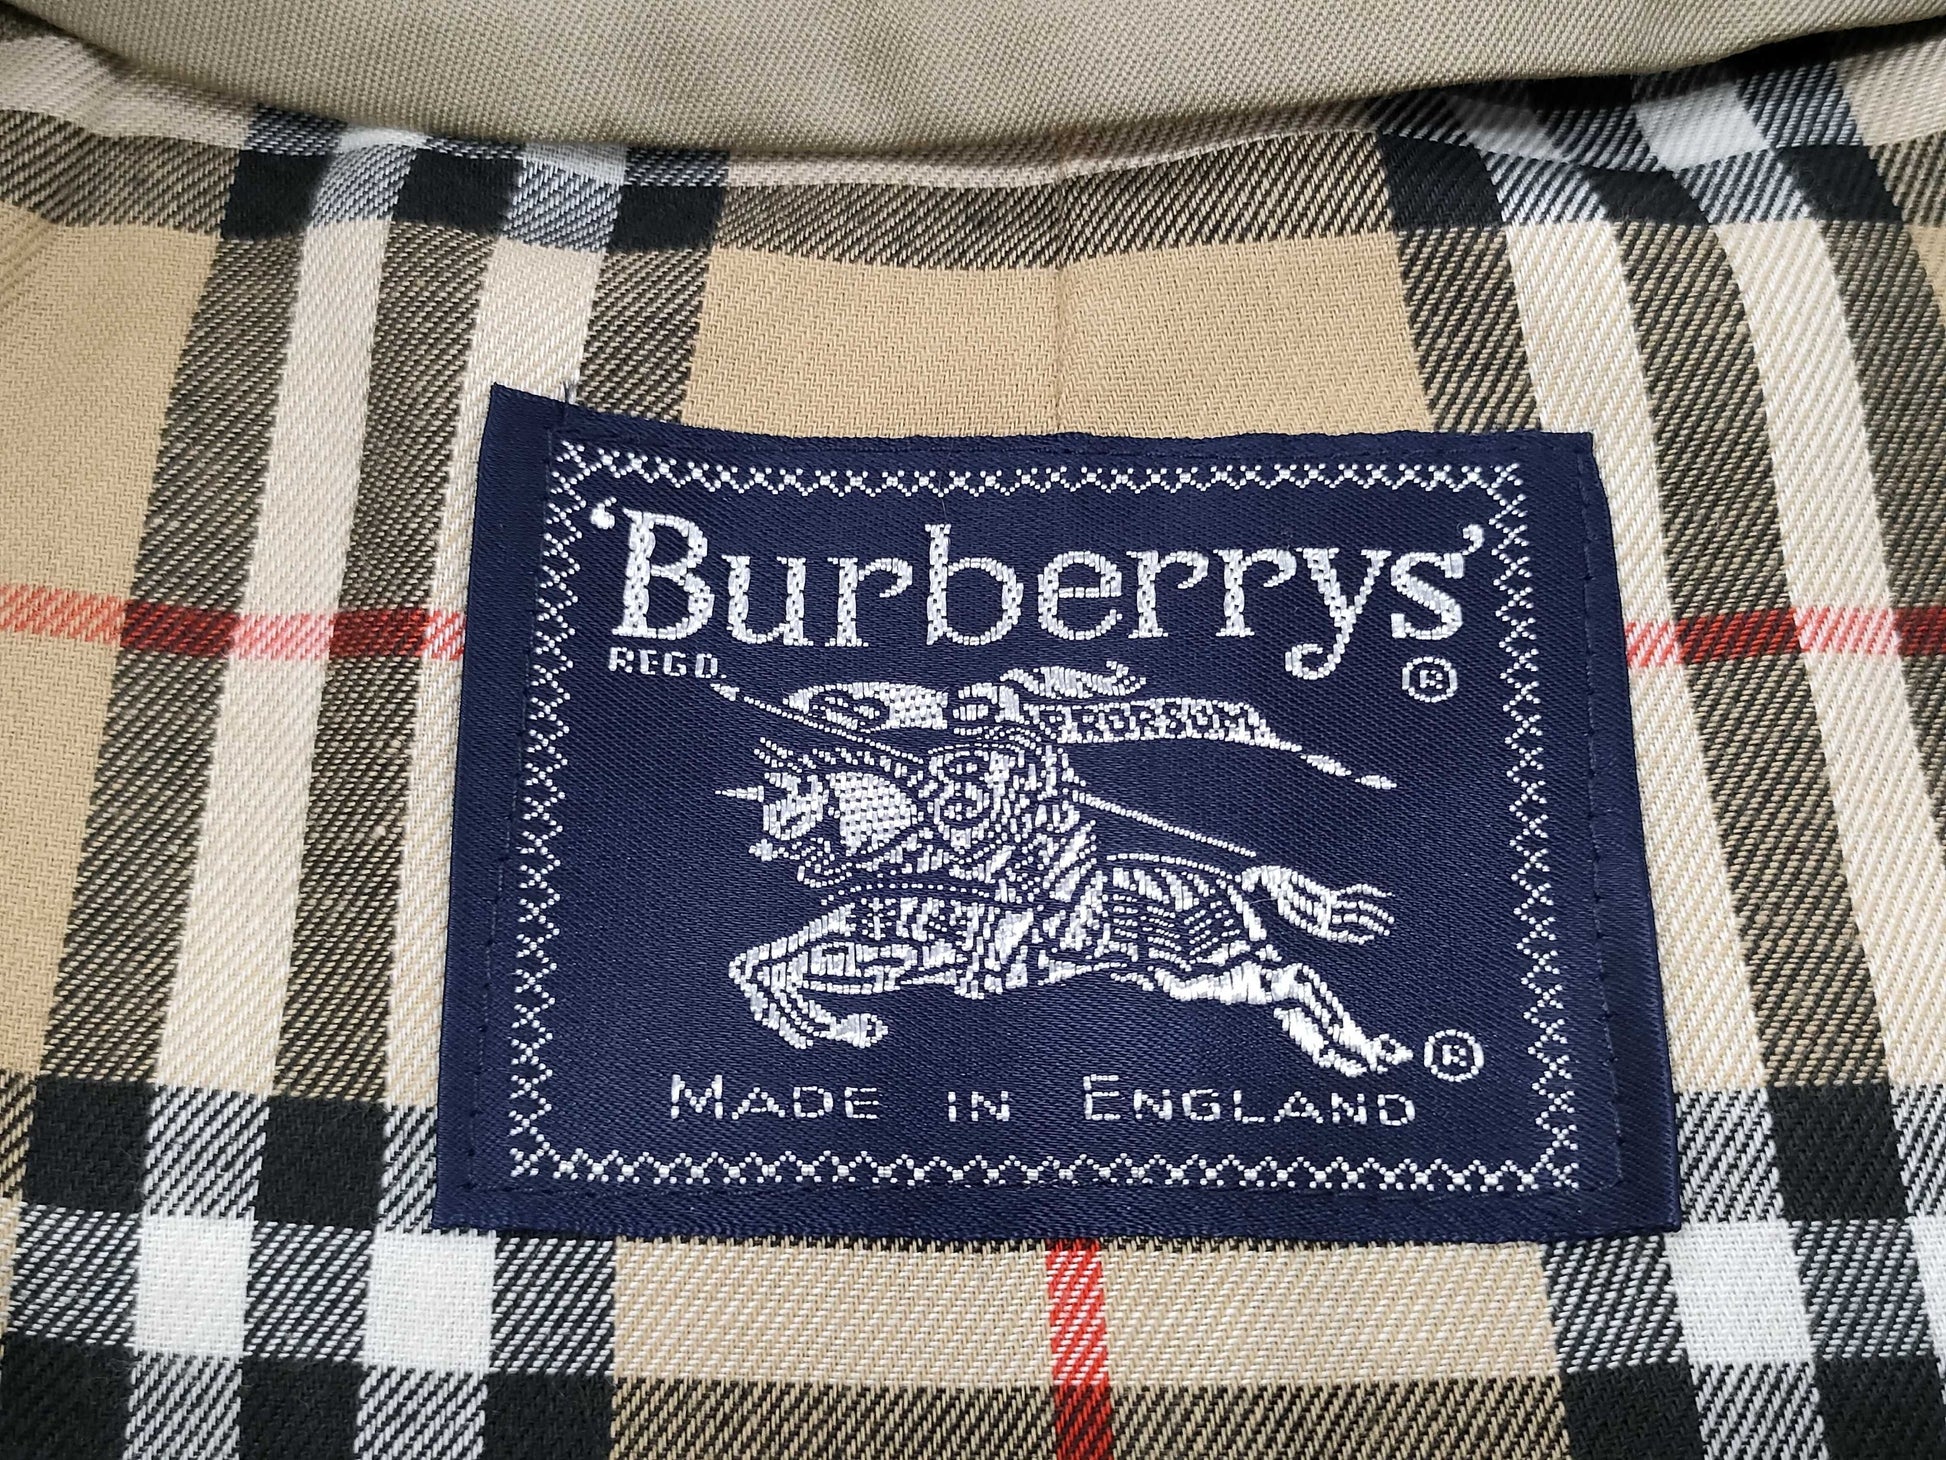 'Burberrys'
REGD. ®
PRORSUM
®
MADE IN ENGLAND